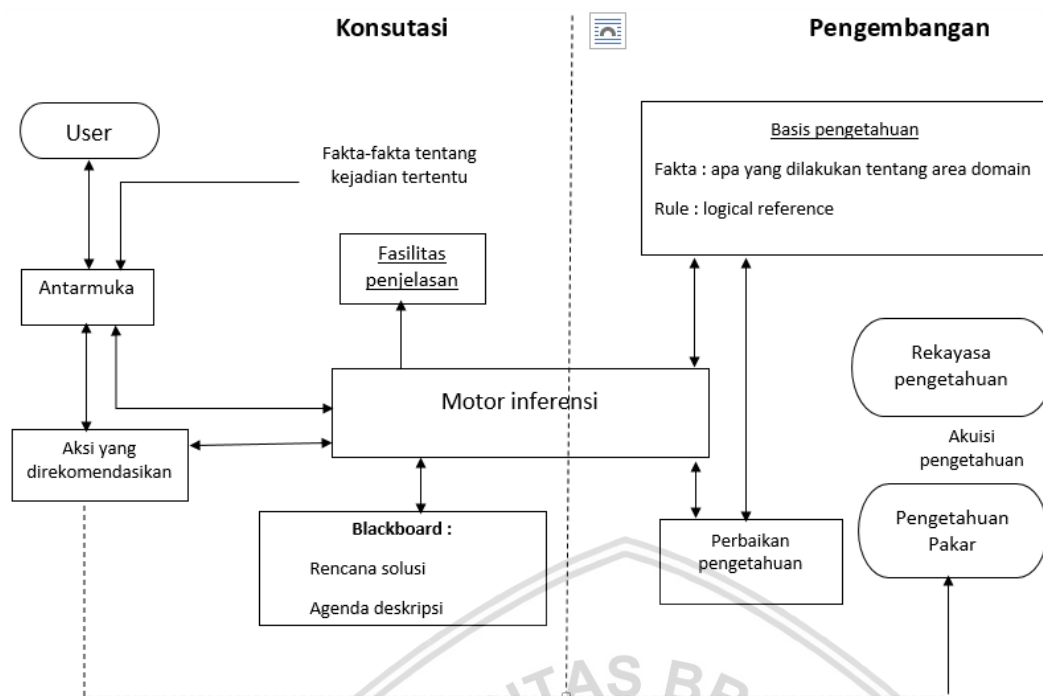 Konsutasi
Pengembangan
User
Fakta-fakta tentang
kejadian tertentu
Basis pengetahuan
Fakta : apa yang dilakukan tentang area domain
Rule : logical reference
Fasilitas
penjelasan
Antarmuka
Rekayasa
pengetahuan
Motor inferensi
Aksi yang
direkomendasikan
Akuisi
pengetahuan
Blackboard :
Rencana solusi
Agenda deskripsi
Perbaikan
pengetahuan
Pengetahuan
Pakar
ITAS BR